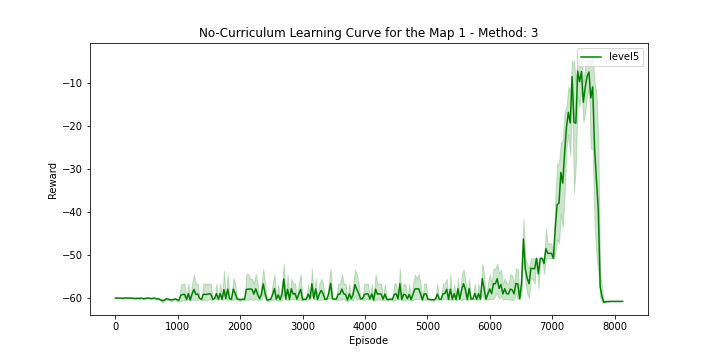 No-Curriculum Learning Curve for the Map 1 - Method: 3
level5
Reward
−10
−20
−30
−40
−50
−60
0 1000 2000 3000 4000 5000 6000 7000 8000
Episode